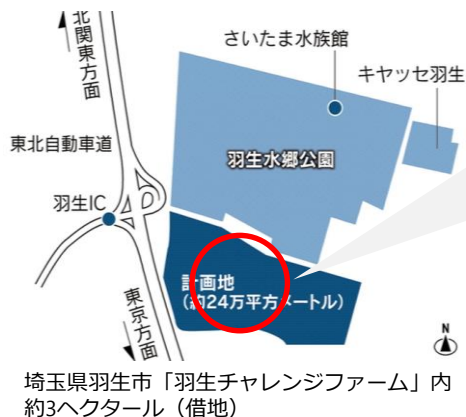 北関東方面
さいたま水族館
キヤッセ羽生
東北自動車道
羽生水郷公園
羽生IC
計画地
(約24万平方メートル)
東京方面
N
埼玉県羽生市「羽生チャレンジファーム」内
約3ヘクタール（借地）